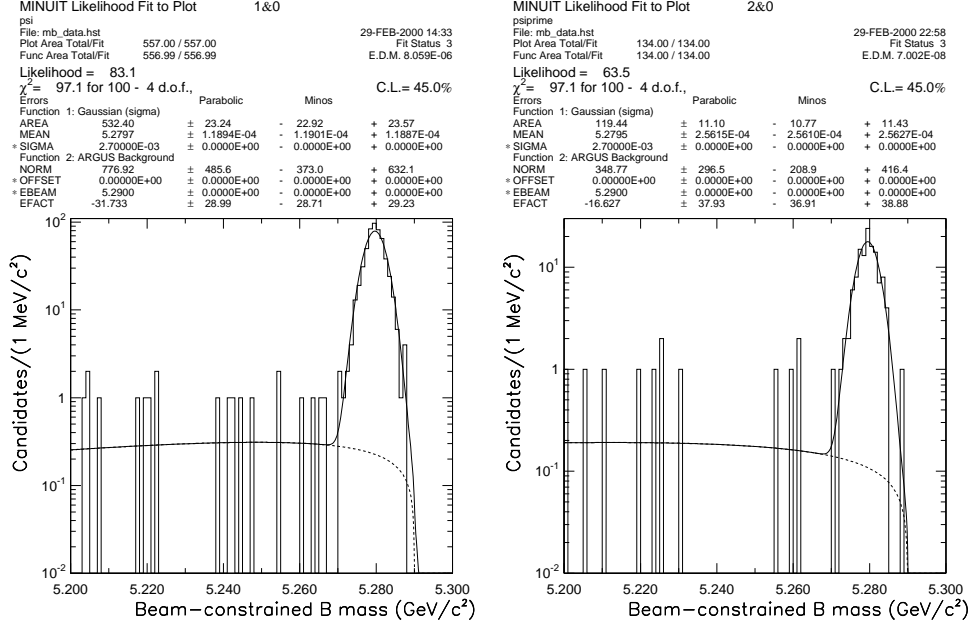 MINUIT Likelihood Fit to Plot 1&0
psi
File: mb_data.hst 29-FEB-2000 14:33
Plot Area Total/Fit 557.00 / 557.00 Fit Status 3
Func Area Total/Fit 556.99 / 556.99 E.D.M. 8.059E-06
Likelihood = 83.1
χ²= 97.1 for 100 - 4 d.o.f., C.L.= 45.0%
Errors Parabolic Minos
Function 1: Gaussian (sigma)
AREA 532.40 ± 23.24 - 22.92 + 23.57
MEAN 5.2797 ± 1.1894E-04 - 1.1901E-04 + 1.1887E-04
* SIGMA 2.70000E-03 ± 0.0000E+00 - 0.0000E+00 + 0.0000E+00
Function 2: ARGUS Background
NORM 776.92 ± 485.6 - 373.0 + 632.1
* OFFSET 0.00000E+00 ± 0.0000E+00 - 0.0000E+00 + 0.0000E+00
* EBEAM 5.2900 ± 0.0000E+00 - 0.0000E+00 + 0.0000E+00
EFACT -31.733 ± 28.99 - 28.71 + 29.23
10²
10¹
1
10⁻¹
10⁻²
Candidates/(1 MeV/c²)
5.200 5.220 5.240 5.260 5.280 5.300
Beam-constrained B mass (GeV/c²)
MINUIT Likelihood Fit to Plot 2&0
psiprime
File: mb_data.hst 29-FEB-2000 22:58
Plot Area Total/Fit 134.00 / 134.00 Fit Status 3
Func Area Total/Fit 134.00 / 134.00 E.D.M. 7.002E-08
Likelihood = 63.5
χ²= 97.1 for 100 - 4 d.o.f., C.L.= 45.0%
Errors Parabolic Minos
Function 1: Gaussian (sigma)
AREA 119.44 ± 11.10 - 10.77 + 11.43
MEAN 5.2795 ± 2.5615E-04 - 2.5610E-04 + 2.5627E-04
* SIGMA 2.70000E-03 ± 0.0000E+00 - 0.0000E+00 + 0.0000E+00
Function 2: ARGUS Background
NORM 348.77 ± 296.5 - 208.9 + 416.4
* OFFSET 0.00000E+00 ± 0.0000E+00 - 0.0000E+00 + 0.0000E+00
* EBEAM 5.2900 ± 0.0000E+00 - 0.0000E+00 + 0.0000E+00
EFACT -16.627 ± 37.93 - 36.91 + 38.88
10¹
1
10⁻¹
10⁻²
Candidates/(1 MeV/c²)
5.200 5.220 5.240 5.260 5.280 5.300
Beam-constrained B mass (GeV/c²)